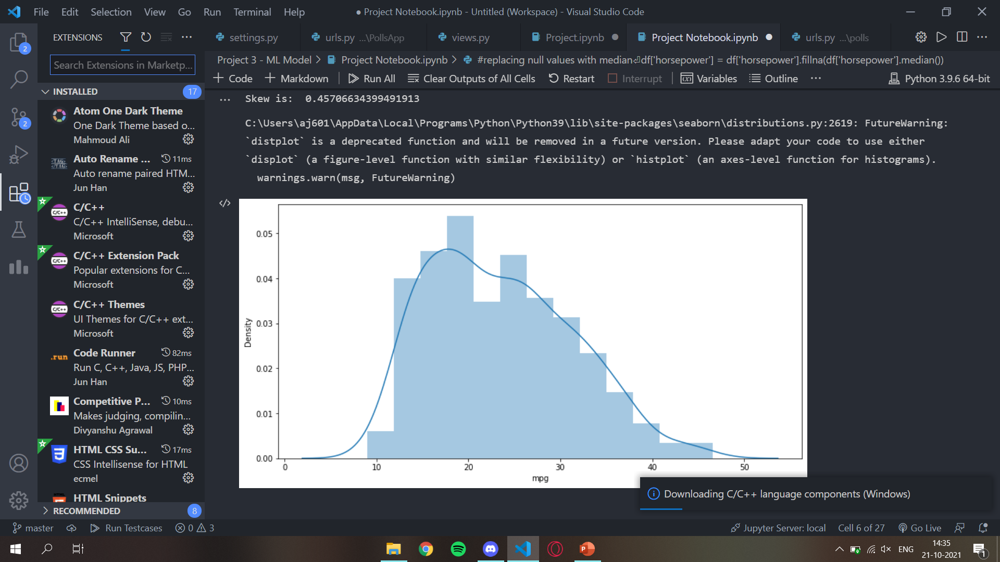 File Edit Selection View Go Run Terminal Help
● Project Notebook.ipynb - Untitled (Workspace) - Visual Studio Code
EXTENSIONS
settings.py
urls.py ...\PollsApp
views.py
Project.ipynb
Project Notebook.ipynb
urls.py ...\polls
Search Extensions in Marketp...
Project 3 - ML Model > Project Notebook.ipynb > #replacing null values with median⏎df['horsepower'] = df['horsepower'].fillna(df['horsepower'].median())
Code Markdown Run All Clear Outputs of All Cells Restart Interrupt Variables Outline ... Python 3.9.6 64-bit
2
2
INSTALLED 17
Atom One Dark Theme
One Dark Theme based o...
Mahmoud Ali
Auto Rename ... 11ms
Auto rename paired HTM...
Jun Han
C/C++
C/C++ IntelliSense, debu...
Microsoft
C/C++ Extension Pack
Popular extensions for C...
Microsoft
C/C++ Themes
UI Themes for C/C++ ext...
Microsoft
.run
Code Runner 82ms
Run C, C++, Java, JS, PHP...
Jun Han
Competitive P... 10ms
Makes judging, compilin...
Divyanshu Agrawal
HTML CSS Su... 17ms
CSS Intellisense for HTML
ecmel
HTML Snippets
RECOMMENDED 8
Skew is:  0.45706634399491913
C:\Users\aj601\AppData\Local\Programs\Python\Python39\lib\site-packages\seaborn\distributions.py:2619: FutureWarning:
`distplot` is a deprecated function and will be removed in a future version. Please adapt your code to use either
`displot` (a figure-level function with similar flexibility) or `histplot` (an axes-level function for histograms).
warnings.warn(msg, FutureWarning)
0.05
0.04
0.03
0.02
0.01
0.00
Density
0 10 20 30 40 50
mpg
Downloading C/C++ language components (Windows)
master Run Testcases 0 3 Jupyter Server: local Cell 6 of 27 Go Live
ENG
14:35
21-10-2021
1